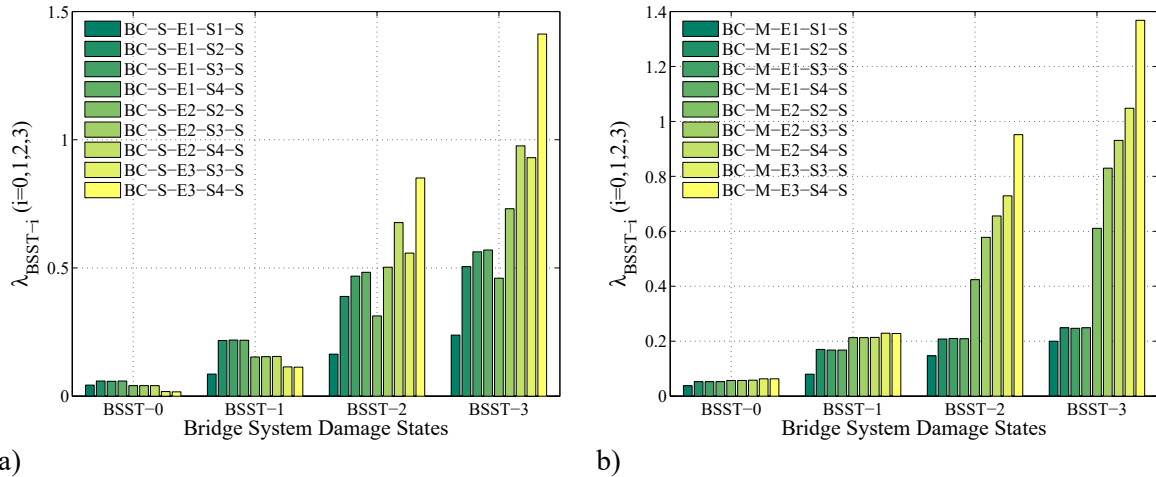 1.5
1
0.5
0
λBSST−i (i=0,1,2,3)
BC−S−E1−S1−S
BC−S−E1−S2−S
BC−S−E1−S3−S
BC−S−E1−S4−S
BC−S−E2−S2−S
BC−S−E2−S3−S
BC−S−E2−S4−S
BC−S−E3−S3−S
BC−S−E3−S4−S
BSST−0 BSST−1 BSST−2 BSST−3
Bridge System Damage States
a)
1.4
1.2
1
0.8
0.6
0.4
0.2
0
λBSST−i (i=0,1,2,3)
BC−M−E1−S1−S
BC−M−E1−S2−S
BC−M−E1−S3−S
BC−M−E1−S4−S
BC−M−E2−S2−S
BC−M−E2−S3−S
BC−M−E2−S4−S
BC−M−E3−S3−S
BC−M−E3−S4−S
BSST−0 BSST−1 BSST−2 BSST−3
Bridge System Damage States
b)